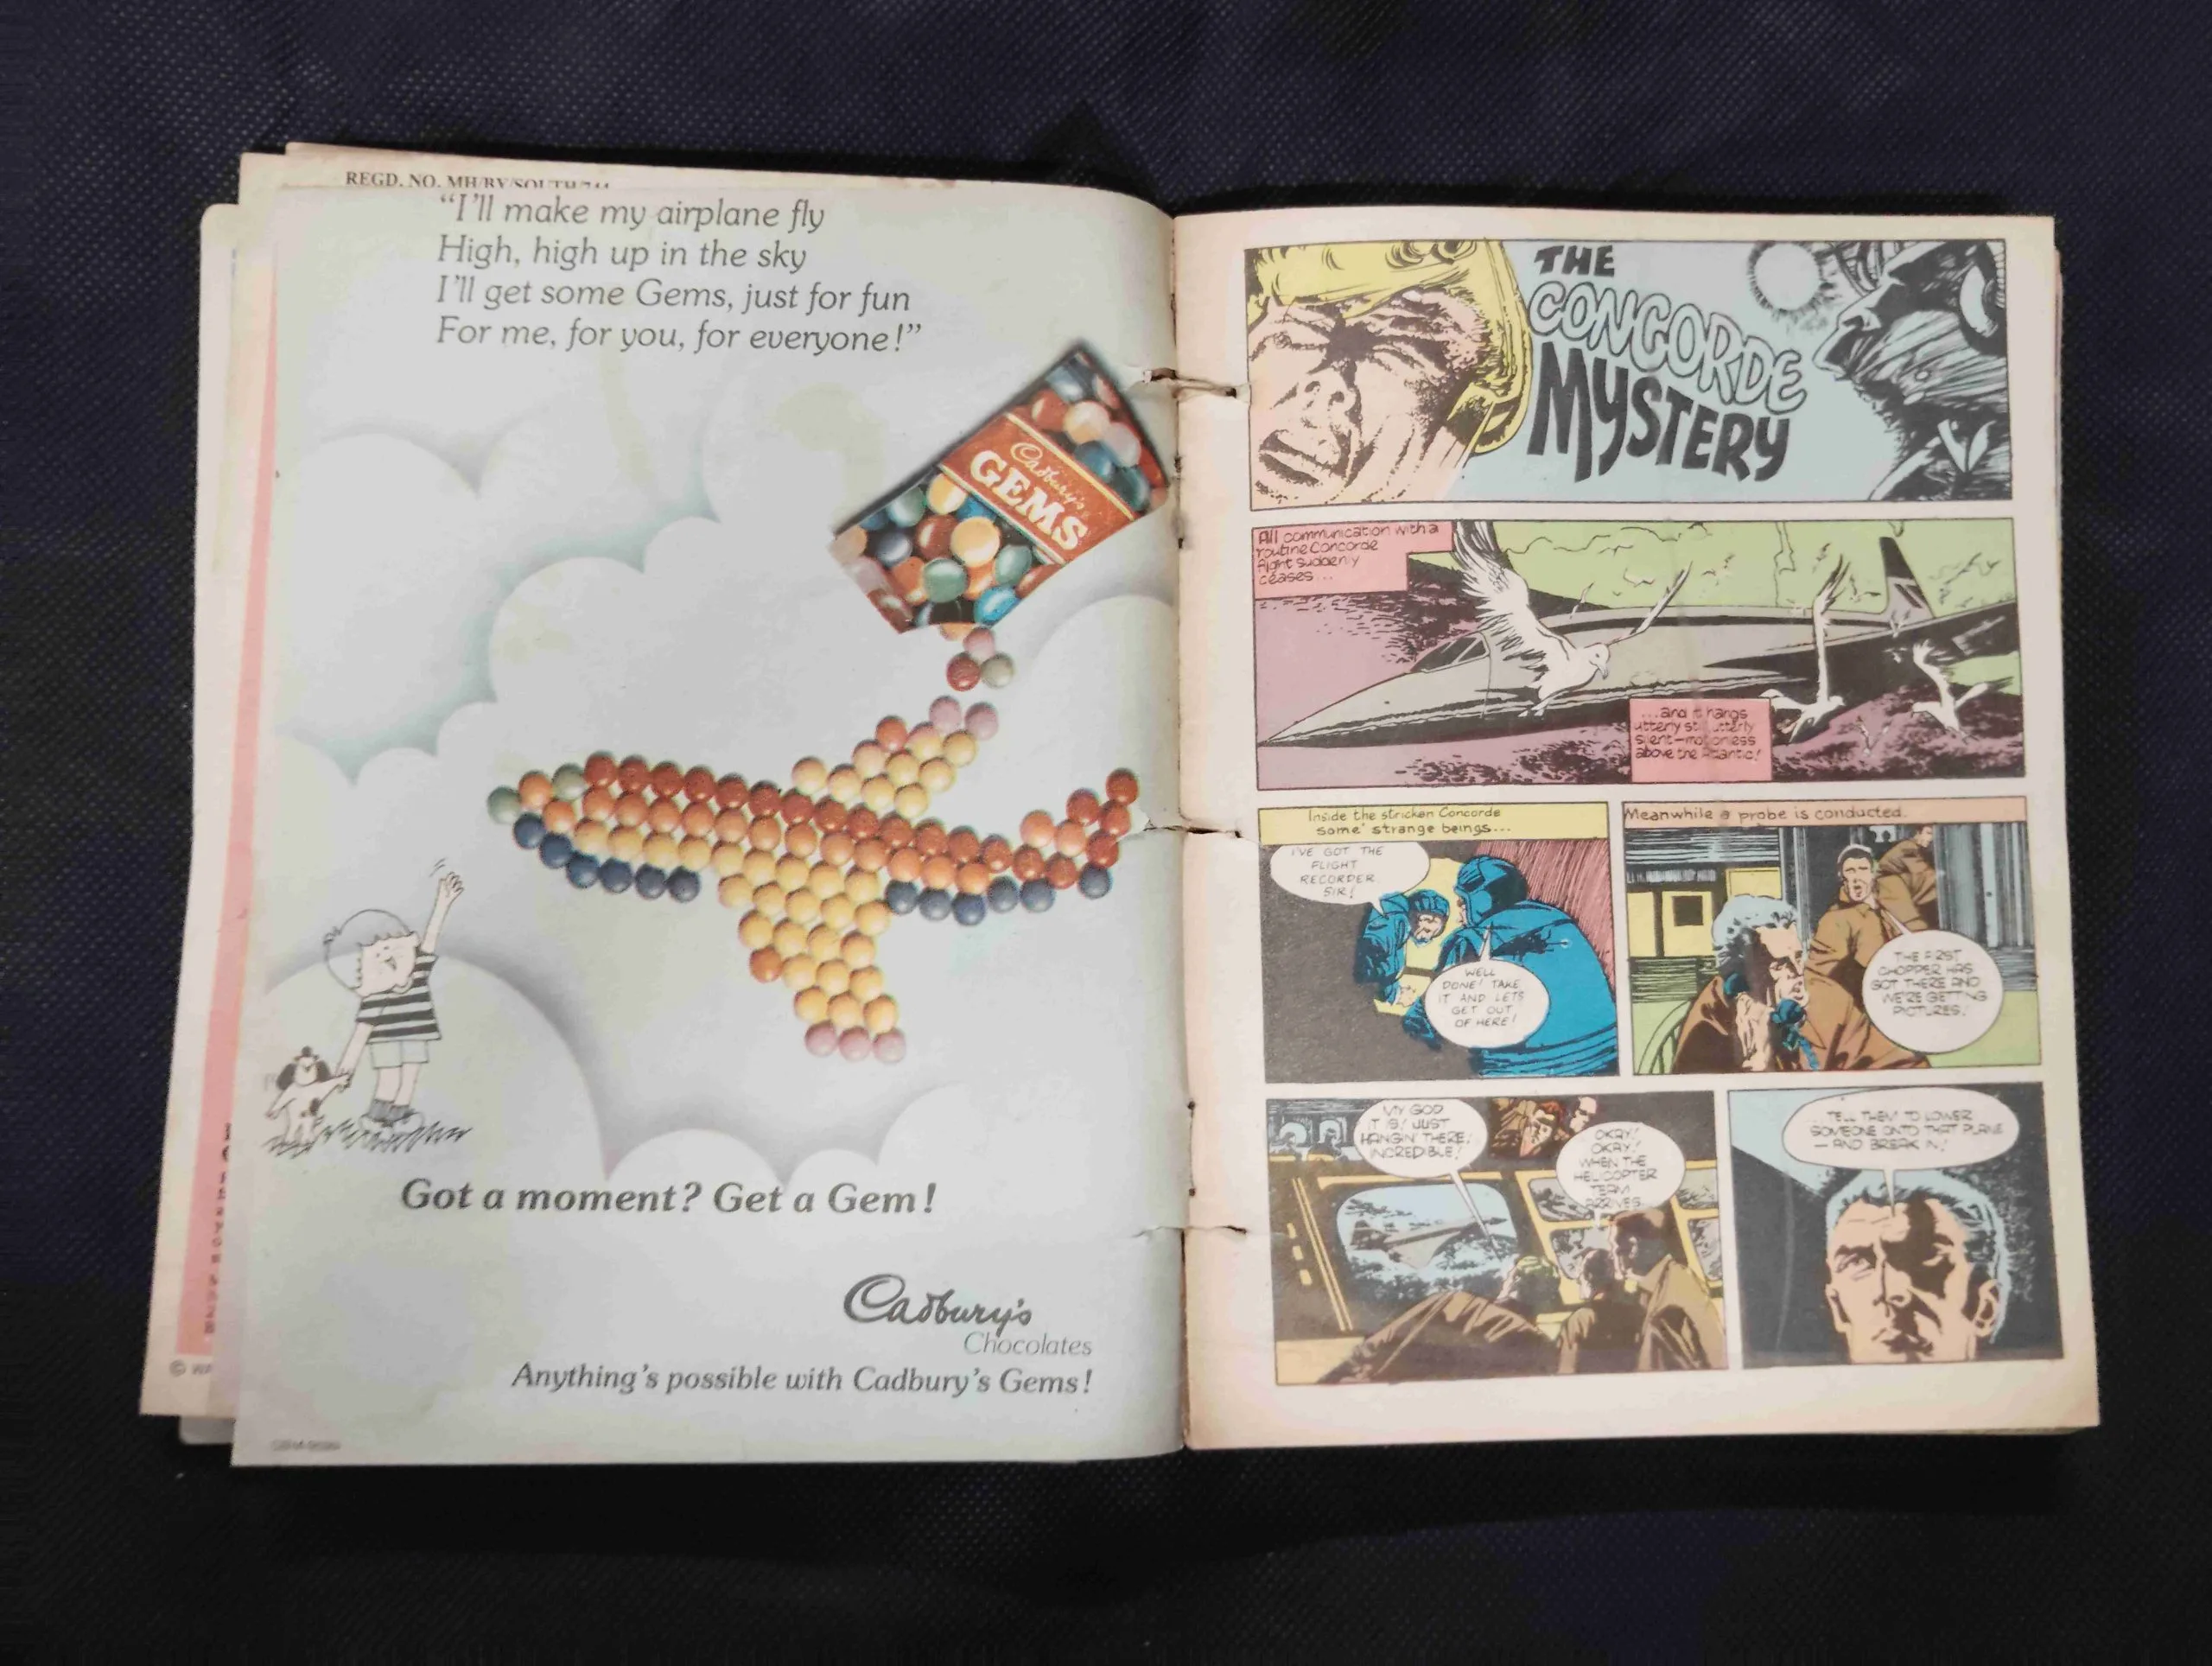 REGD. NO. MH/BY/SOUTH/744
“I’ll make my airplane fly
High, high up in the sky
I’ll get some Gems, just for fun
For me, for you, for everyone!”
Cadbury's
GEMS
Got a moment? Get a Gem!
Cadbury's
Chocolates
Anything’s possible with Cadbury’s Gems!
©
THE
CONCORDE
MYSTERY
All communication with a
routine Concorde
flight suddenly
ceases...
...and it hangs
utterly still utterly
silent—motionless
above the Atlantic!
Inside the stricken Concorde
some' strange beings...
I'VE GOT THE
FLIGHT
RECORDER
SIR!
WELL
DONE! TAKE
IT AND LETS
GET OUT
OF HERE!
Meanwhile a probe is conducted.
THE FIRST
CHOPPER HAS
GOT THERE AND
WE'RE GETTING
PICTURES!
MY GOD
IT IS! JUST
HANGIN' THERE!
INCREDIBLE!
OKAY!
OKAY!
WHEN THE
HELICOPTER
TEAM
ARRIVES.
TELL THEM TO LOWER
SOMEONE ONTO THAT PLANE
— AND BREAK IN!